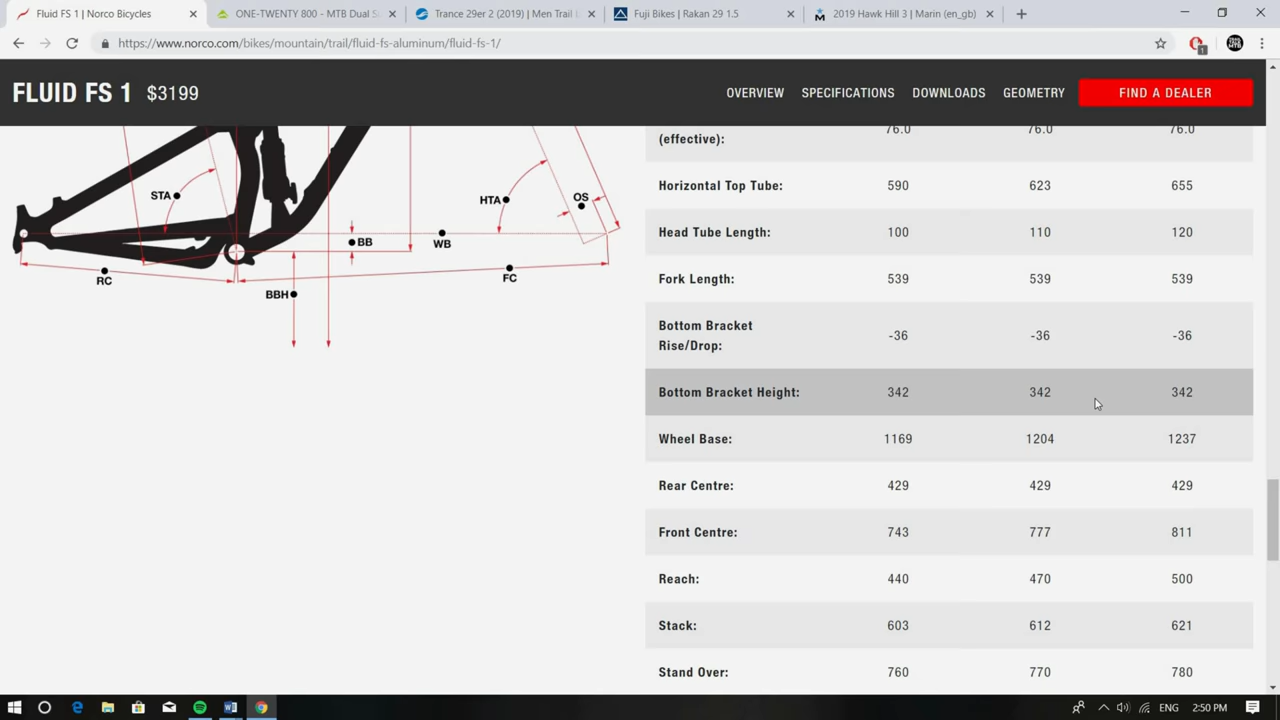 Fluid FS 1 | Norco Bicycles
ONE-TWENTY 800 - MTB Dual S
Trance 29er 2 (2019) | Men Trail
Fuji Bikes | Rakan 29 1.5
2019 Hawk Hill 3 | Marin (en_gb)
https://www.norco.com/bikes/mountain/trail/fluid-fs-aluminum/fluid-fs-1/
1
FLUID FS 1 $3199
OVERVIEW SPECIFICATIONS DOWNLOADS GEOMETRY FIND A DEALER
STA
HTA
OS
BB
WB
RC
FC
BBH
(effective): 76.0 76.0 76.0
Horizontal Top Tube: 590 623 655
Head Tube Length: 100 110 120
Fork Length: 539 539 539
Bottom Bracket
Rise/Drop: -36 -36 -36
Bottom Bracket Height: 342 342 342
Wheel Base: 1169 1204 1237
Rear Centre: 429 429 429
Front Centre: 743 777 811
Reach: 440 470 500
Stack: 603 612 621
Stand Over: 760 770 780
ENG 2:50 PM